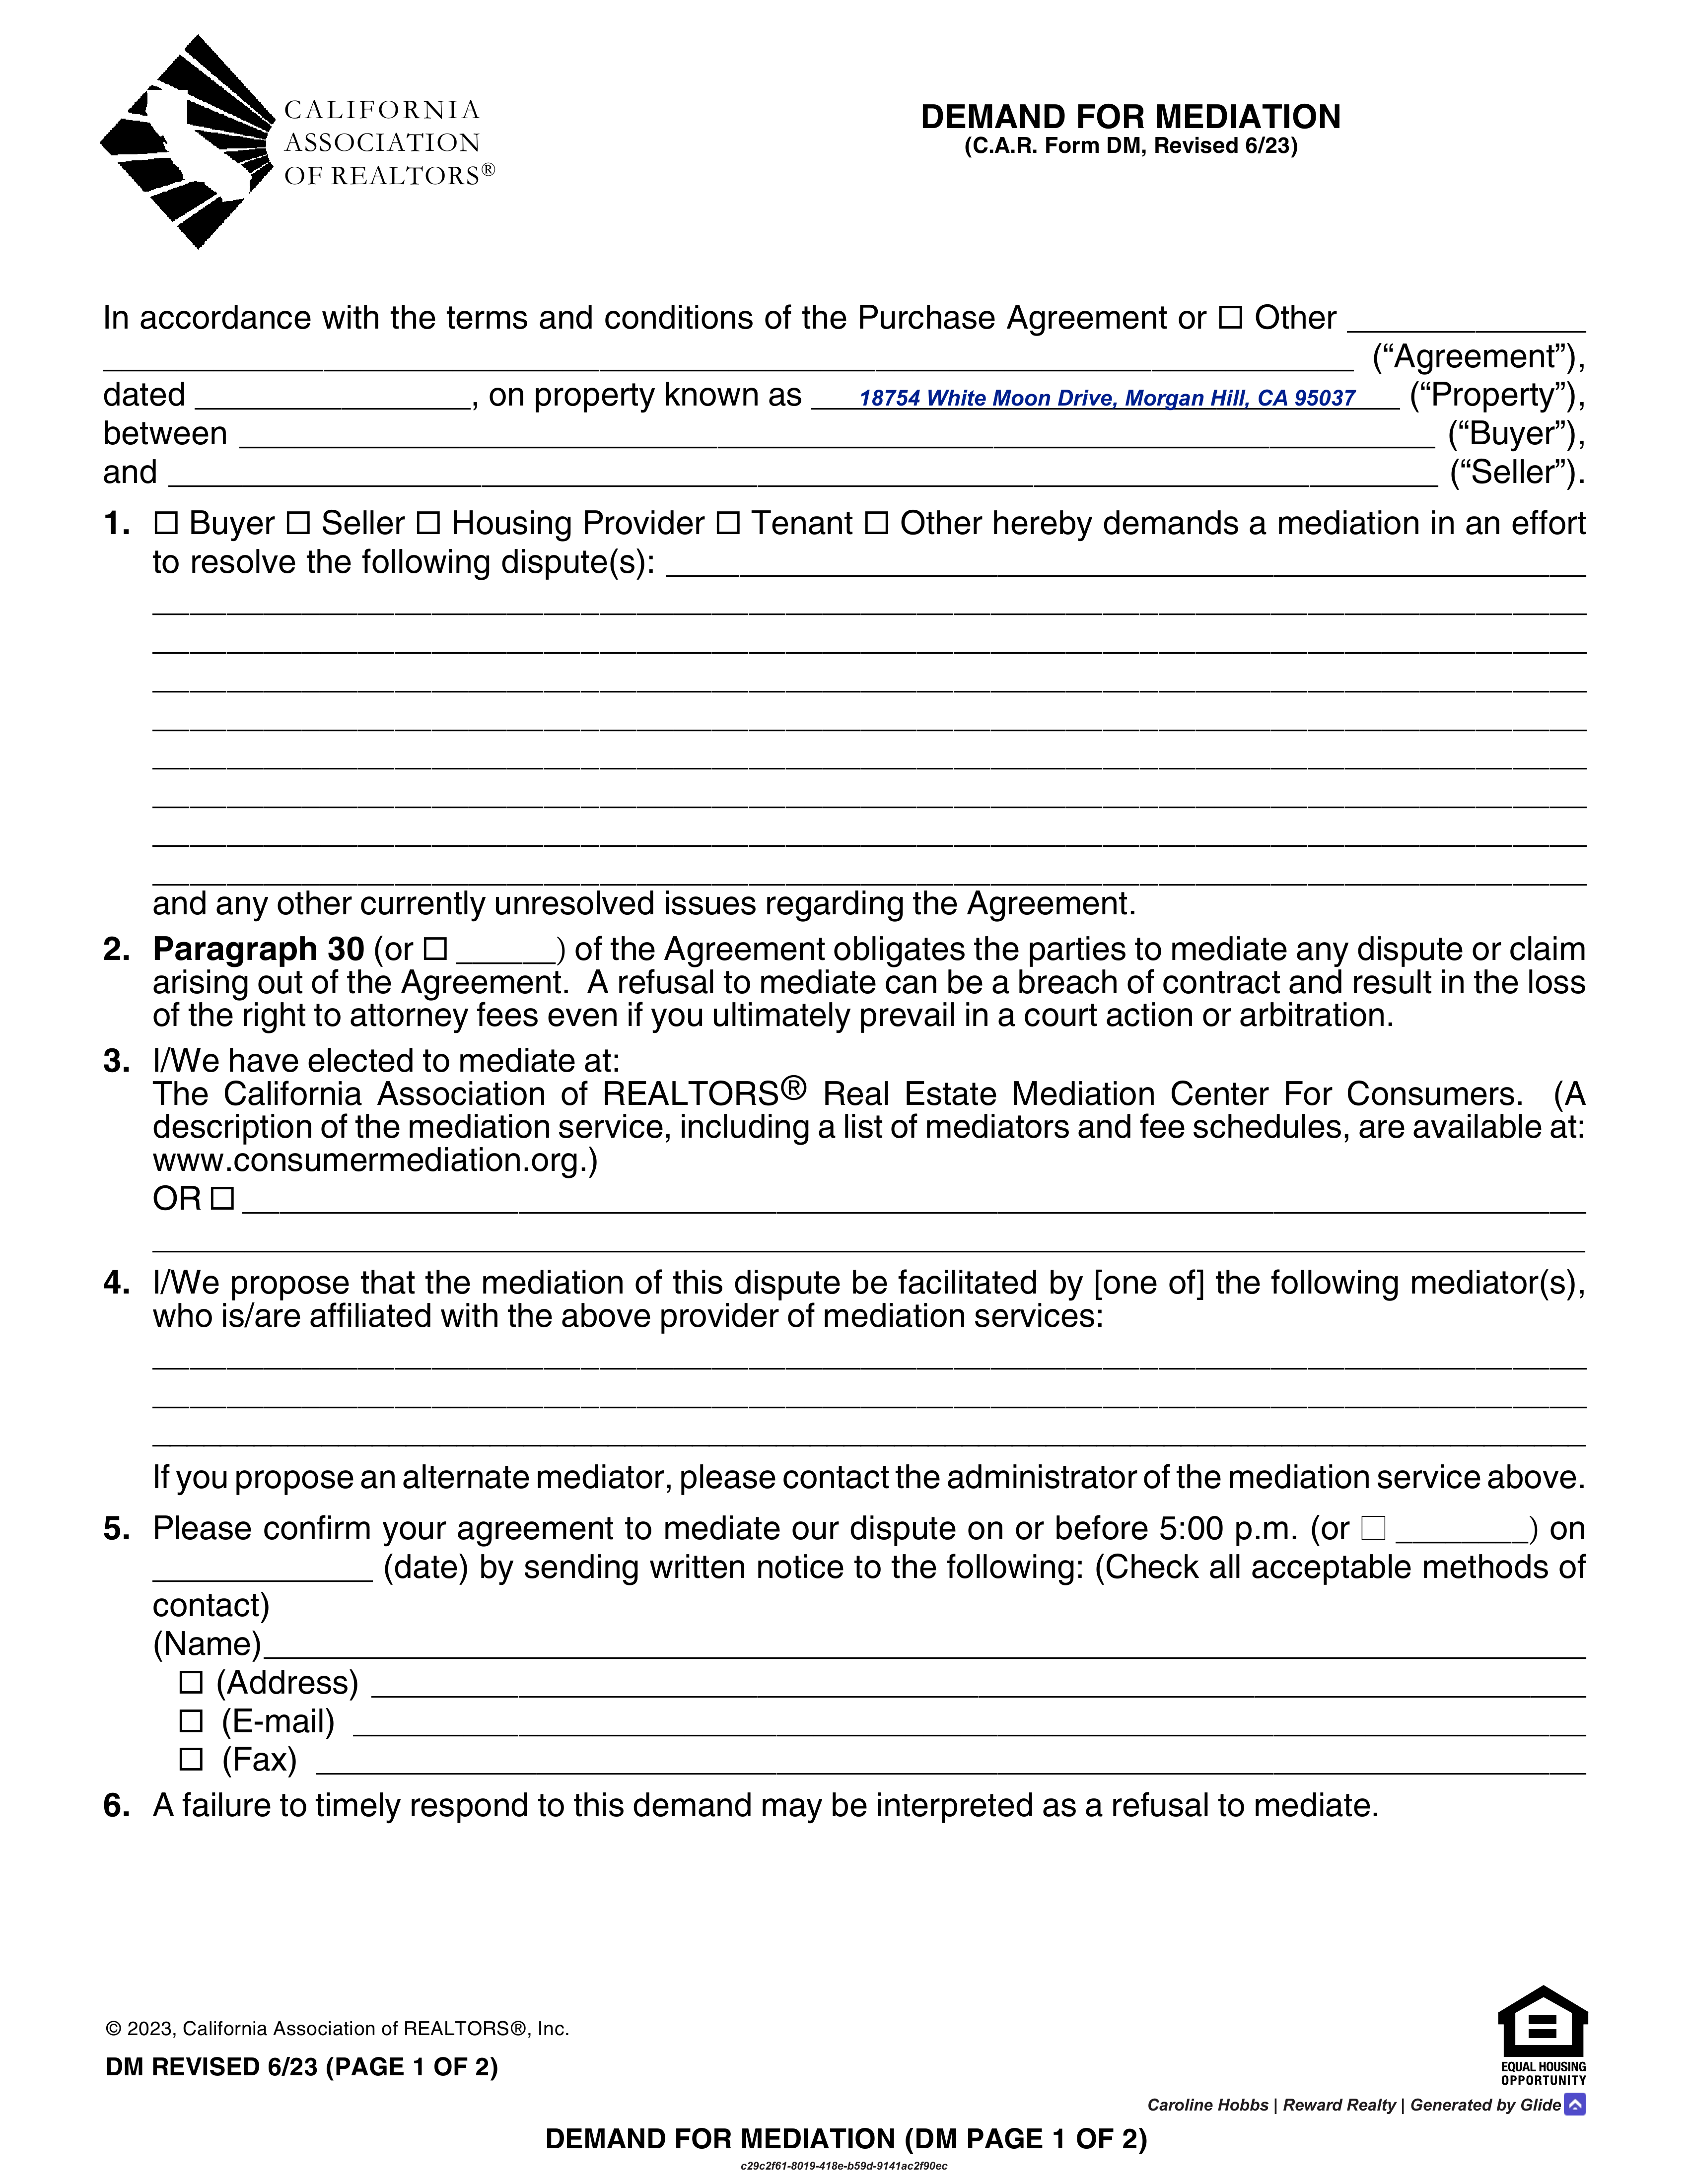 CALIFORNIA
ASSOCIATION
OF REALTORS®
DEMAND FOR MEDIATION
(C.A.R. Form DM, Revised 6/23)
In accordance with the terms and conditions of the Purchase Agreement or ☐ Other ____________
____________ (“Agreement”),
dated ____________, on property known as 18754 White Moon Drive, Morgan Hill, CA 95037 (“Property”),
between ____________ (“Buyer”),
and ____________ (“Seller”).
1. ☐ Buyer ☐ Seller ☐ Housing Provider ☐ Tenant ☐ Other hereby demands a mediation in an effort
to resolve the following dispute(s): ____________
and any other currently unresolved issues regarding the Agreement.
2. Paragraph 30 (or ☐ ______) of the Agreement obligates the parties to mediate any dispute or claim
arising out of the Agreement. A refusal to mediate can be a breach of contract and result in the loss
of the right to attorney fees even if you ultimately prevail in a court action or arbitration.
3. I/We have elected to mediate at:
The California Association of REALTORS® Real Estate Mediation Center For Consumers. (A
description of the mediation service, including a list of mediators and fee schedules, are available at:
www.consumermediation.org.)
OR ☐ ____________
4. I/We propose that the mediation of this dispute be facilitated by [one of] the following mediator(s),
who is/are affiliated with the above provider of mediation services:
If you propose an alternate mediator, please contact the administrator of the mediation service above.
5. Please confirm your agreement to mediate our dispute on or before 5:00 p.m. (or ☐ ________) on
____________ (date) by sending written notice to the following: (Check all acceptable methods of
contact)
(Name)____________
☐ (Address) ____________
☐ (E-mail) ____________
☐ (Fax) ____________
6. A failure to timely respond to this demand may be interpreted as a refusal to mediate.
© 2023, California Association of REALTORS®, Inc.
DM REVISED 6/23 (PAGE 1 OF 2)
EQUAL HOUSING
OPPORTUNITY
Caroline Hobbs | Reward Realty | Generated by Glide
DEMAND FOR MEDIATION (DM PAGE 1 OF 2)
c29c2f61-8019-418e-b59d-9141ac2f90ec